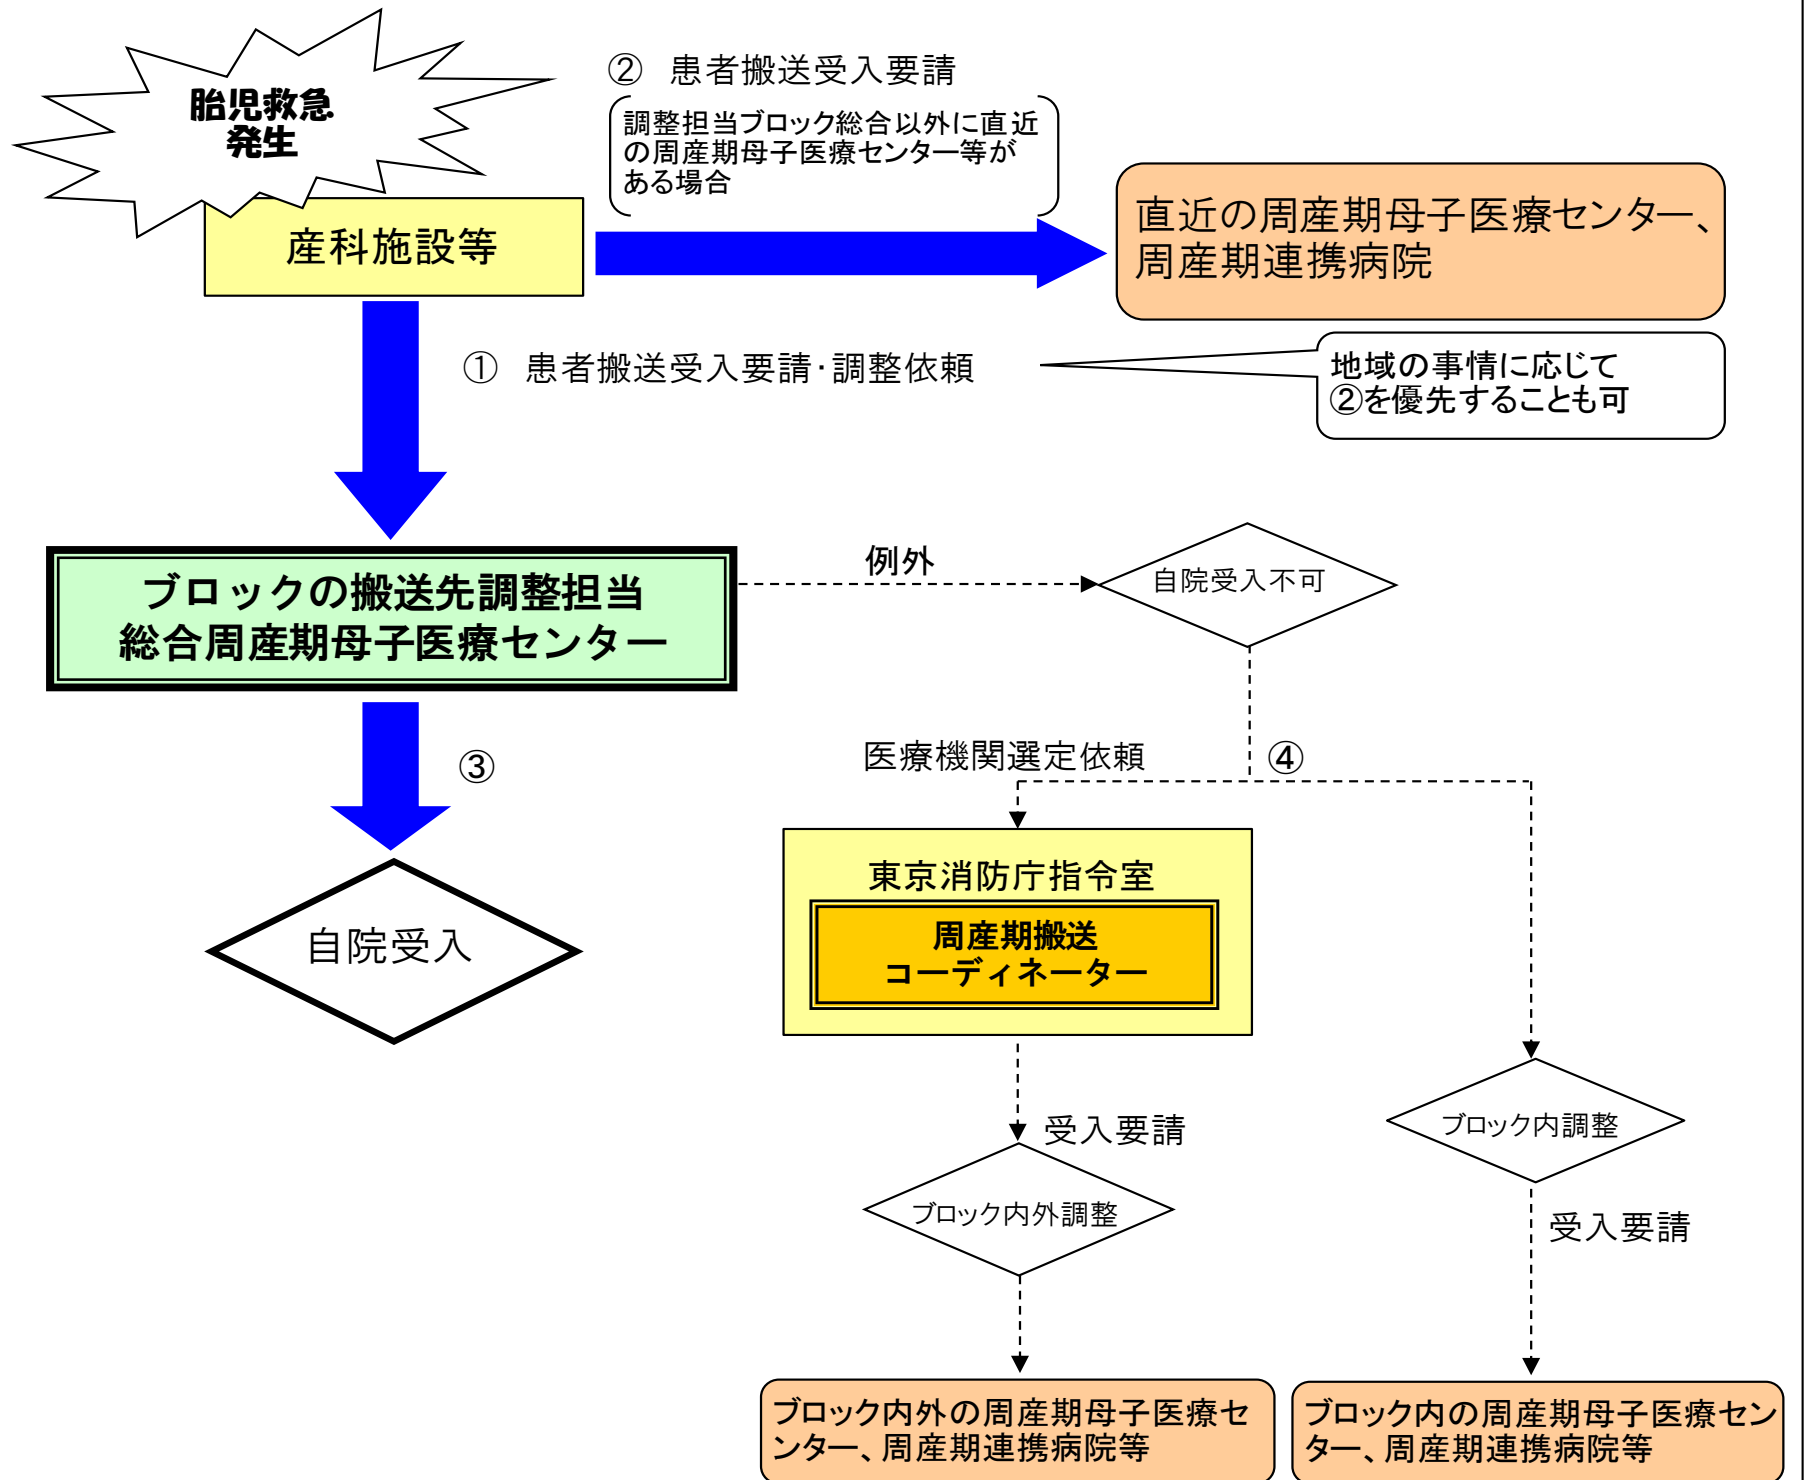 胎児救急
発生
② 患者搬送受入要請
調整担当ブロック総合以外に直近
の周産期母子医療センター等が
ある場合
産科施設等
直近の周産期母子医療センター、
周産期連携病院
① 患者搬送受入要請・調整依頼
地域の事情に応じて
②を優先することも可
ブロックの搬送先調整担当
総合周産期母子医療センター
例外
自院受入不可
③
医療機関選定依頼
④
自院受入
東京消防庁指令室
周産期搬送
コーディネーター
受入要請
ブロック内調整
ブロック内外調整
受入要請
ブロック内外の周産期母子医療セ
ンター、周産期連携病院等
ブロック内の周産期母子医療セン
ター、周産期連携病院等